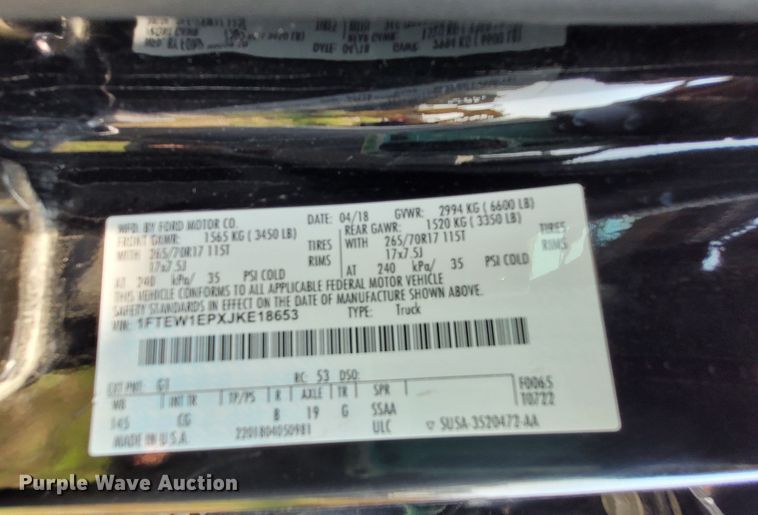 MFD. BY FORD MOTOR CO.
DATE: 04/18 GVWR: 2994 KG ( 6600 LB)
FRONT GAWR: 1565 KG ( 3450 LB) REAR GAWR: 1520 KG ( 3350 LB)
WITH 265/70R17 115T TIRES WITH 265/70R17 115T TIRES
17x7.5J RIMS 17x7.5J RIMS
AT 240 kPa/ 35 PSI COLD AT 240 kPa/ 35 PSI COLD
THIS VEHICLE CONFORMS TO ALL APPLICABLE FEDERAL MOTOR VEHICLE
SAFETY STANDARDS IN EFFECT ON THE DATE OF MANUFACTURE SHOWN ABOVE.
VIN: 1FTEW1EPXJKE18653 TYPE: Truck
EXT PNT: G1 RC: 53 DSO: F0065
WB INT TR TP/PS R AXLE TR SPR 10722
145 CG B 19 G SSAA
MADE IN U.S.A. 2201804050981 ULC SU5A-3520472-AA
Purple Wave Auction